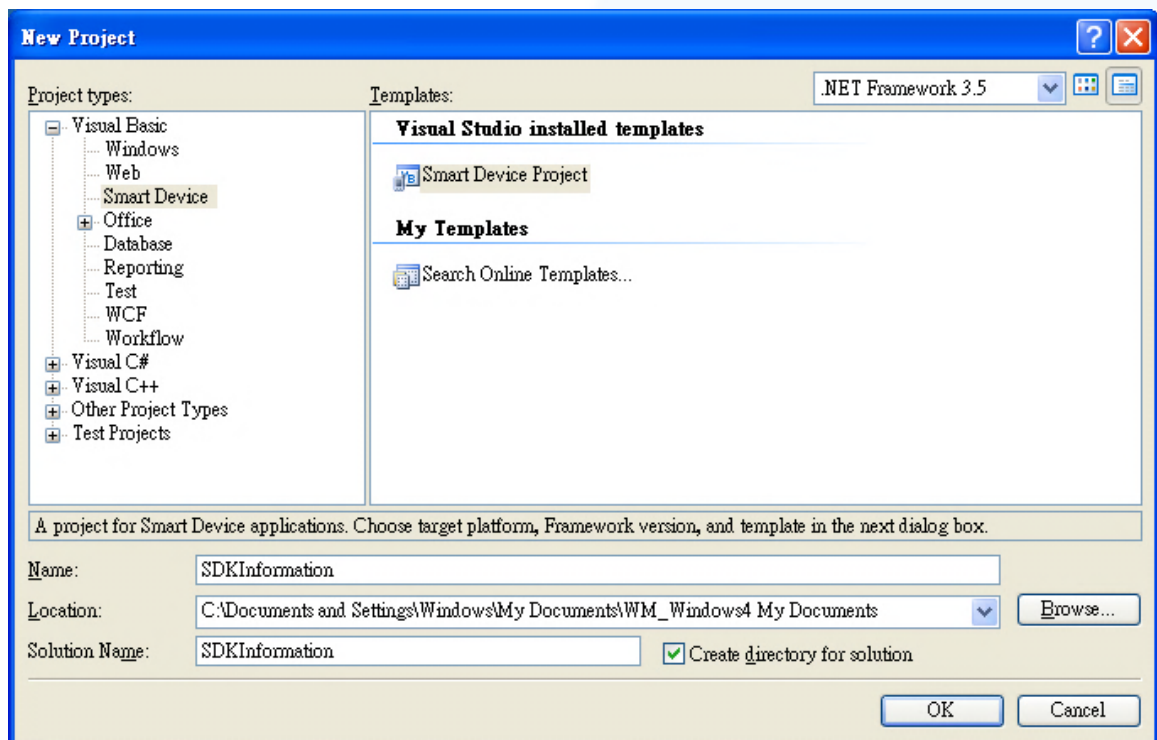 New Project
Project types:
Templates:
.NET Framework 3.5
Visual Basic
Windows
Web
Smart Device
Office
Database
Reporting
Test
WCF
Workflow
Visual C#
Visual C++
Other Project Types
Test Projects
Visual Studio installed templates
Smart Device Project
My Templates
Search Online Templates...
A project for Smart Device applications. Choose target platform, Framework version, and template in the next dialog box.
Name:
SDKInformation
Location:
C:\Documents and Settings\Windows\My Documents\WM_Windows4 My Documents
Browse...
Solution Name:
SDKInformation
Create directory for solution
OK
Cancel